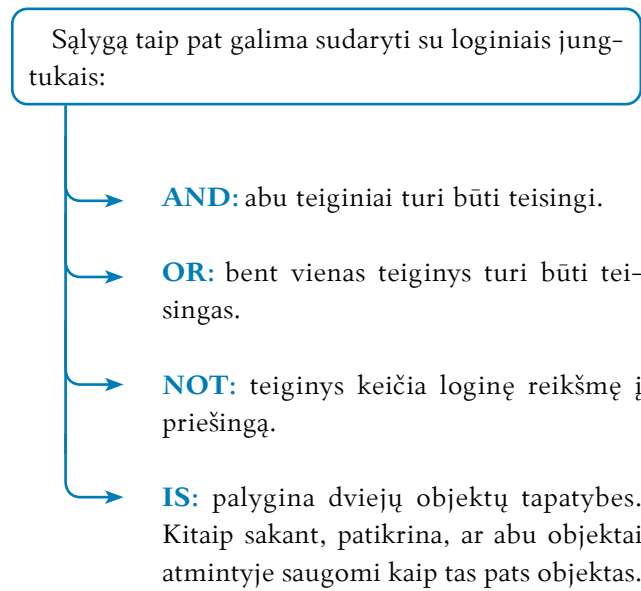 Sąlygą taip pat galima sudaryti su loginiais jung-
tukais:
AND: abu teiginiai turi būti teisingi.
OR: bent vienas teiginys turi būti tei-
singas.
NOT: teiginys keičia loginę reikšmę į
priešingą.
IS: palygina dviejų objektų tapatybes.
Kitaip sakant, patikrina, ar abu objektai
atmintyje saugomi kaip tas pats objektas.